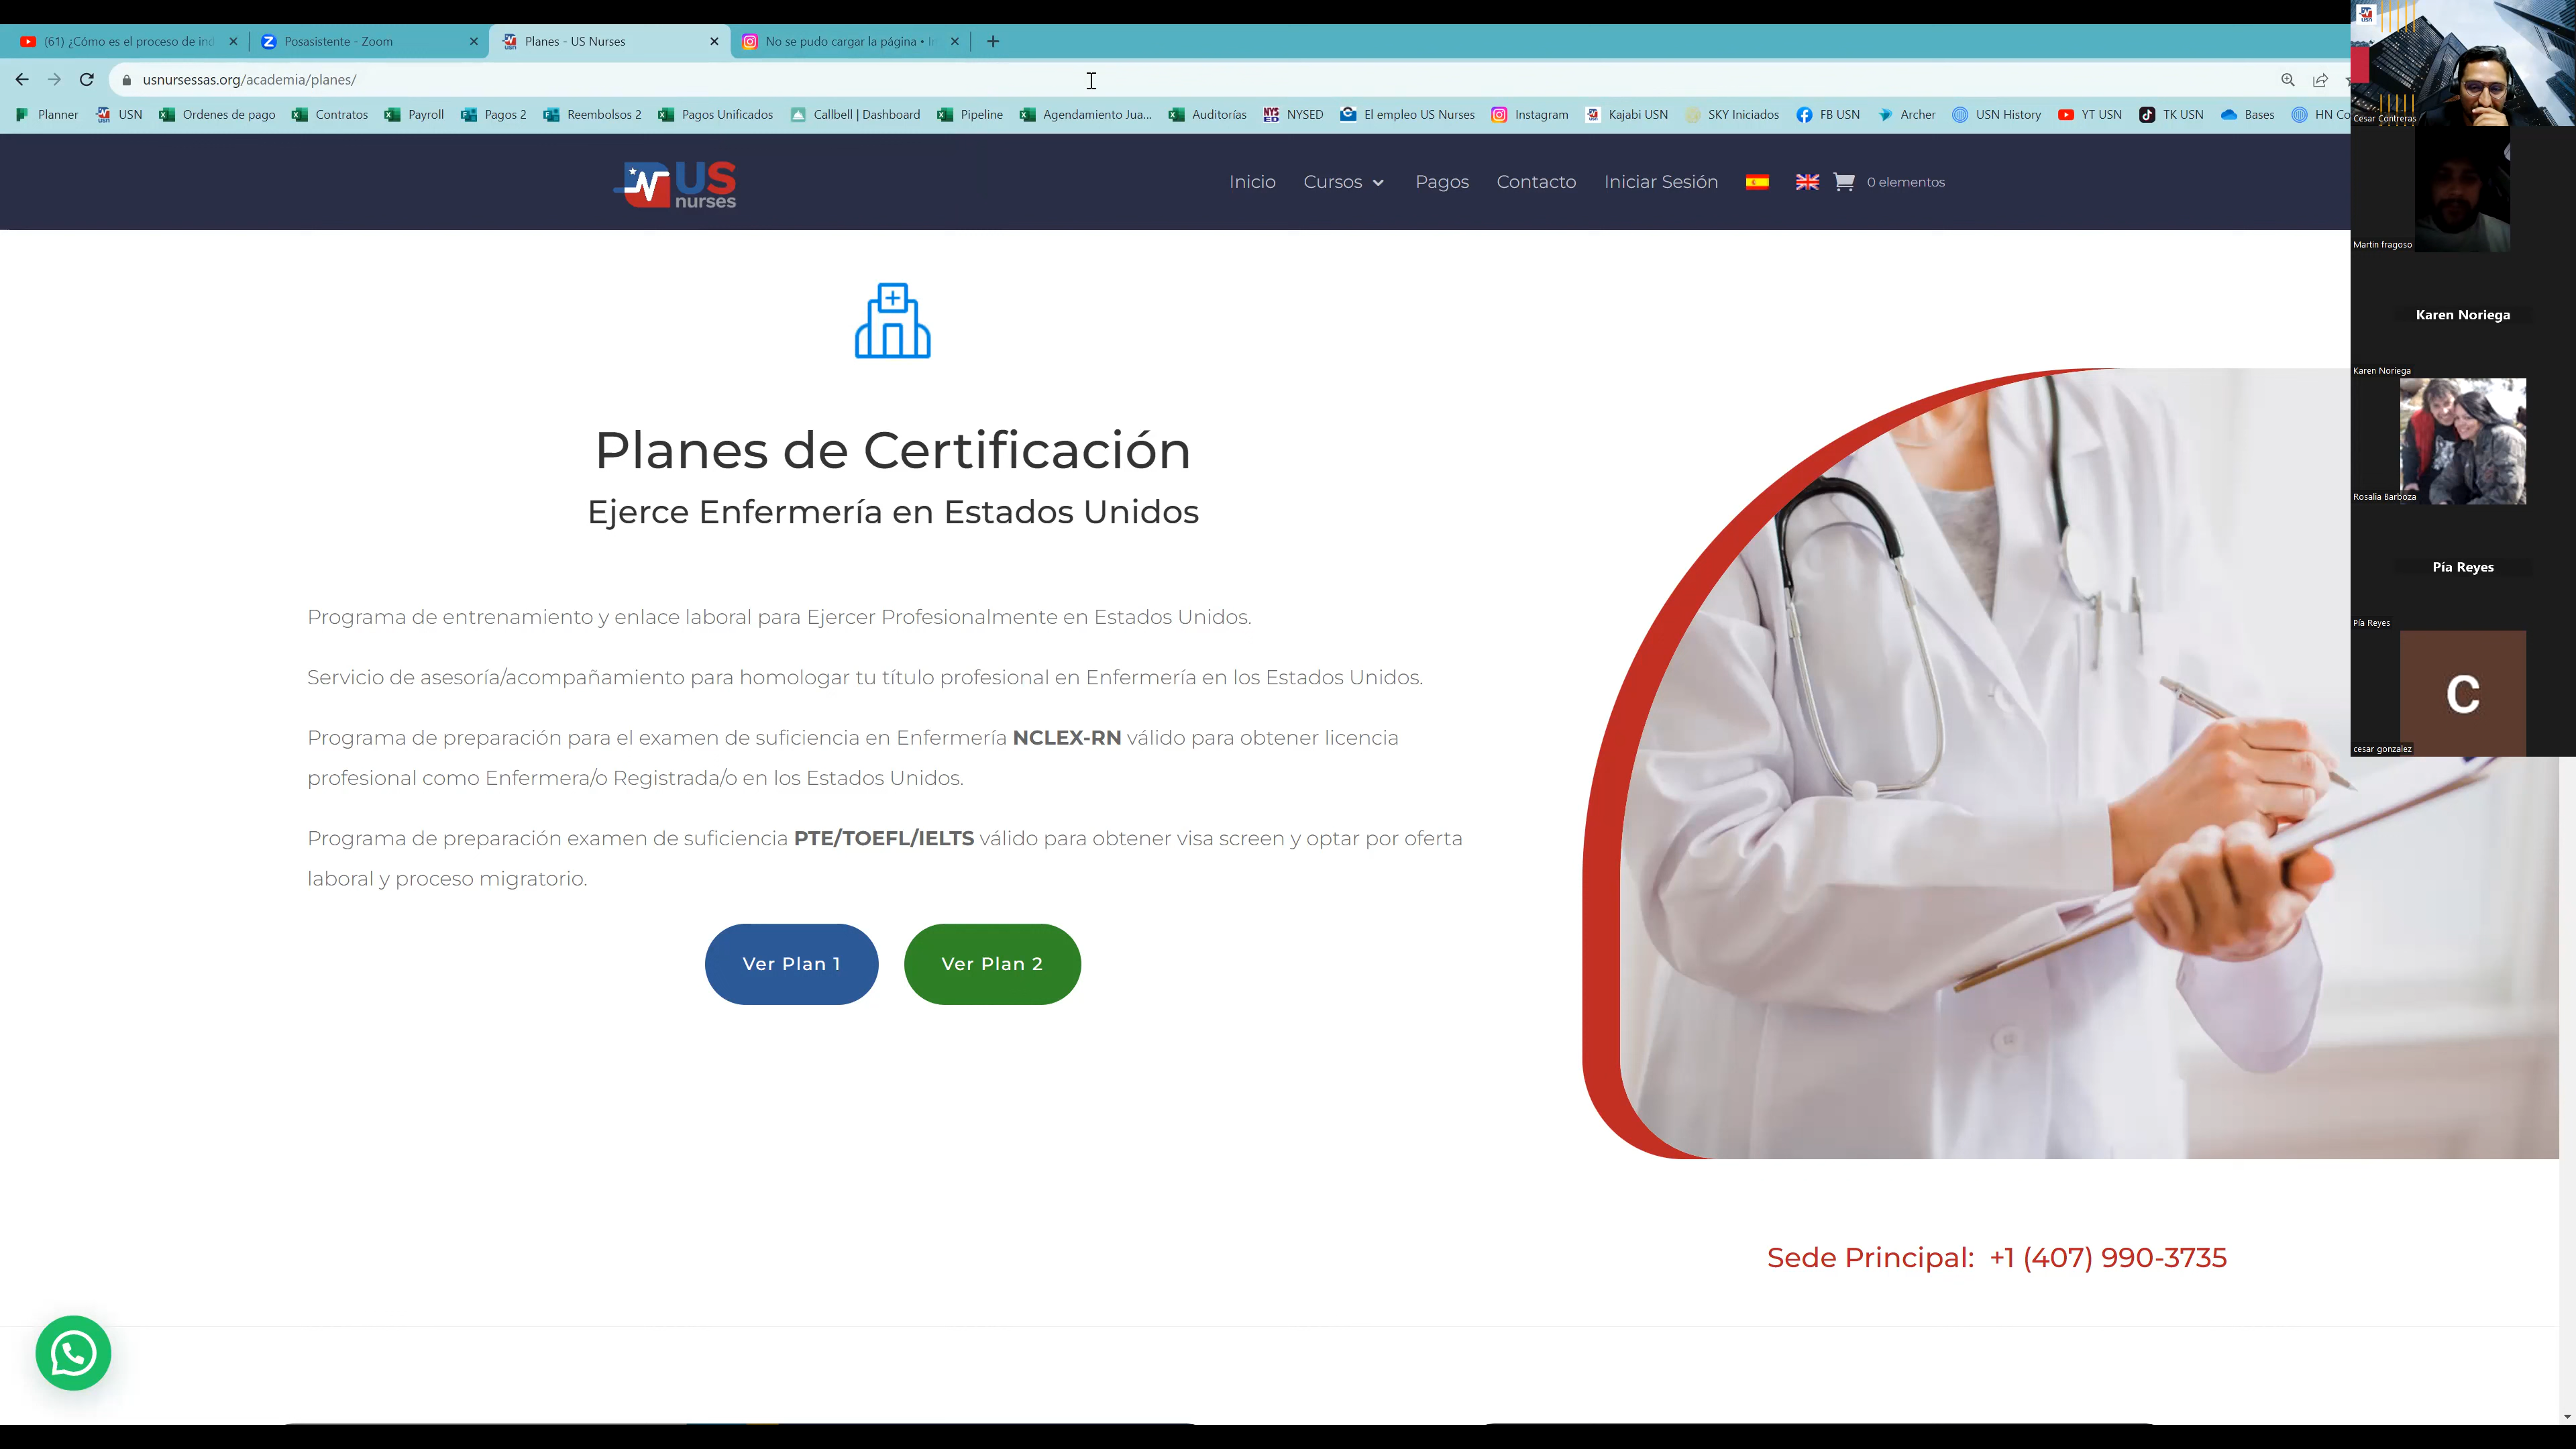 (61) ¿Cómo es el proceso de ind
Posasistente - Zoom
Planes - US Nurses
No se pudo cargar la página • In
usnursessas.org/academia/planes/
Planner USN Ordenes de pago Contratos Payroll Pagos 2 Reembolsos 2 Pagos Unificados Callbell | Dashboard Pipeline Agendamiento Jua... Auditorías NYSED El empleo US Nurses Instagram Kajabi USN SKY Iniciados FB USN Archer USN History YT USN TK USN Bases HN Co
US
nurses
Inicio Cursos Pagos Contacto Iniciar Sesión 0 elementos
Planes de Certificación
Ejerce Enfermería en Estados Unidos
Programa de entrenamiento y enlace laboral para Ejercer Profesionalmente en Estados Unidos.
Servicio de asesoría/acompañamiento para homologar tu título profesional en Enfermería en los Estados Unidos.
Programa de preparación para el examen de suficiencia en Enfermería NCLEX-RN válido para obtener licencia
profesional como Enfermera/o Registrada/o en los Estados Unidos.
Programa de preparación examen de suficiencia PTE/TOEFL/IELTS válido para obtener visa screen y optar por oferta
laboral y proceso migratorio.
Ver Plan 1
Ver Plan 2
Sede Principal: +1 (407) 990-3735
Cesar Contreras
Martin fragoso
Karen Noriega
Karen Noriega
Rosalia Barboza
Pía Reyes
Pía Reyes
C
cesar gonzalez